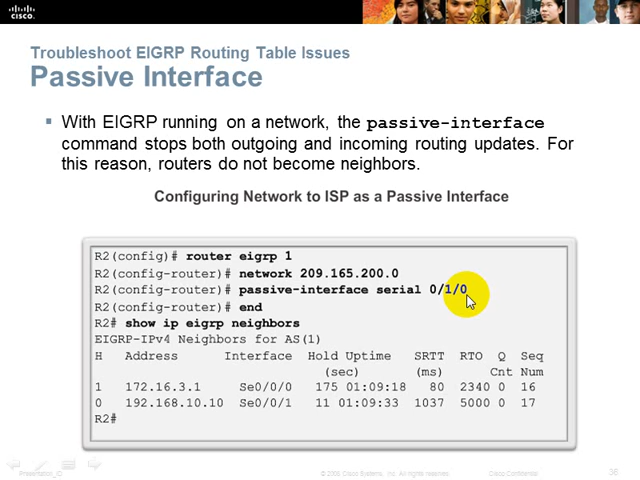 CISCO
Troubleshoot EIGRP Routing Table Issues
Passive Interface
With EIGRP running on a network, the passive-interface
command stops both outgoing and incoming routing updates. For
this reason, routers do not become neighbors.
Configuring Network to ISP as a Passive Interface
R2(config)# router eigrp 1
R2(config-router)# network 209.165.200.0
R2(config-router)# passive-interface serial 0/1/0
R2(config-router)# end
R2# show ip eigrp neighbors
EIGRP-IPv4 Neighbors for AS(1)
H Address Interface Hold Uptime SRTT RTO Q Seq
(sec) (ms) Cnt Num
1 172.16.3.1 Se0/0/0 175 01:09:18 80 2340 0 16
0 192.168.10.10 Se0/0/1 11 01:09:33 1037 5000 0 17
R2#
Presentation_ID © 2008 Cisco Systems, Inc. All rights reserved. Cisco Confidential 36